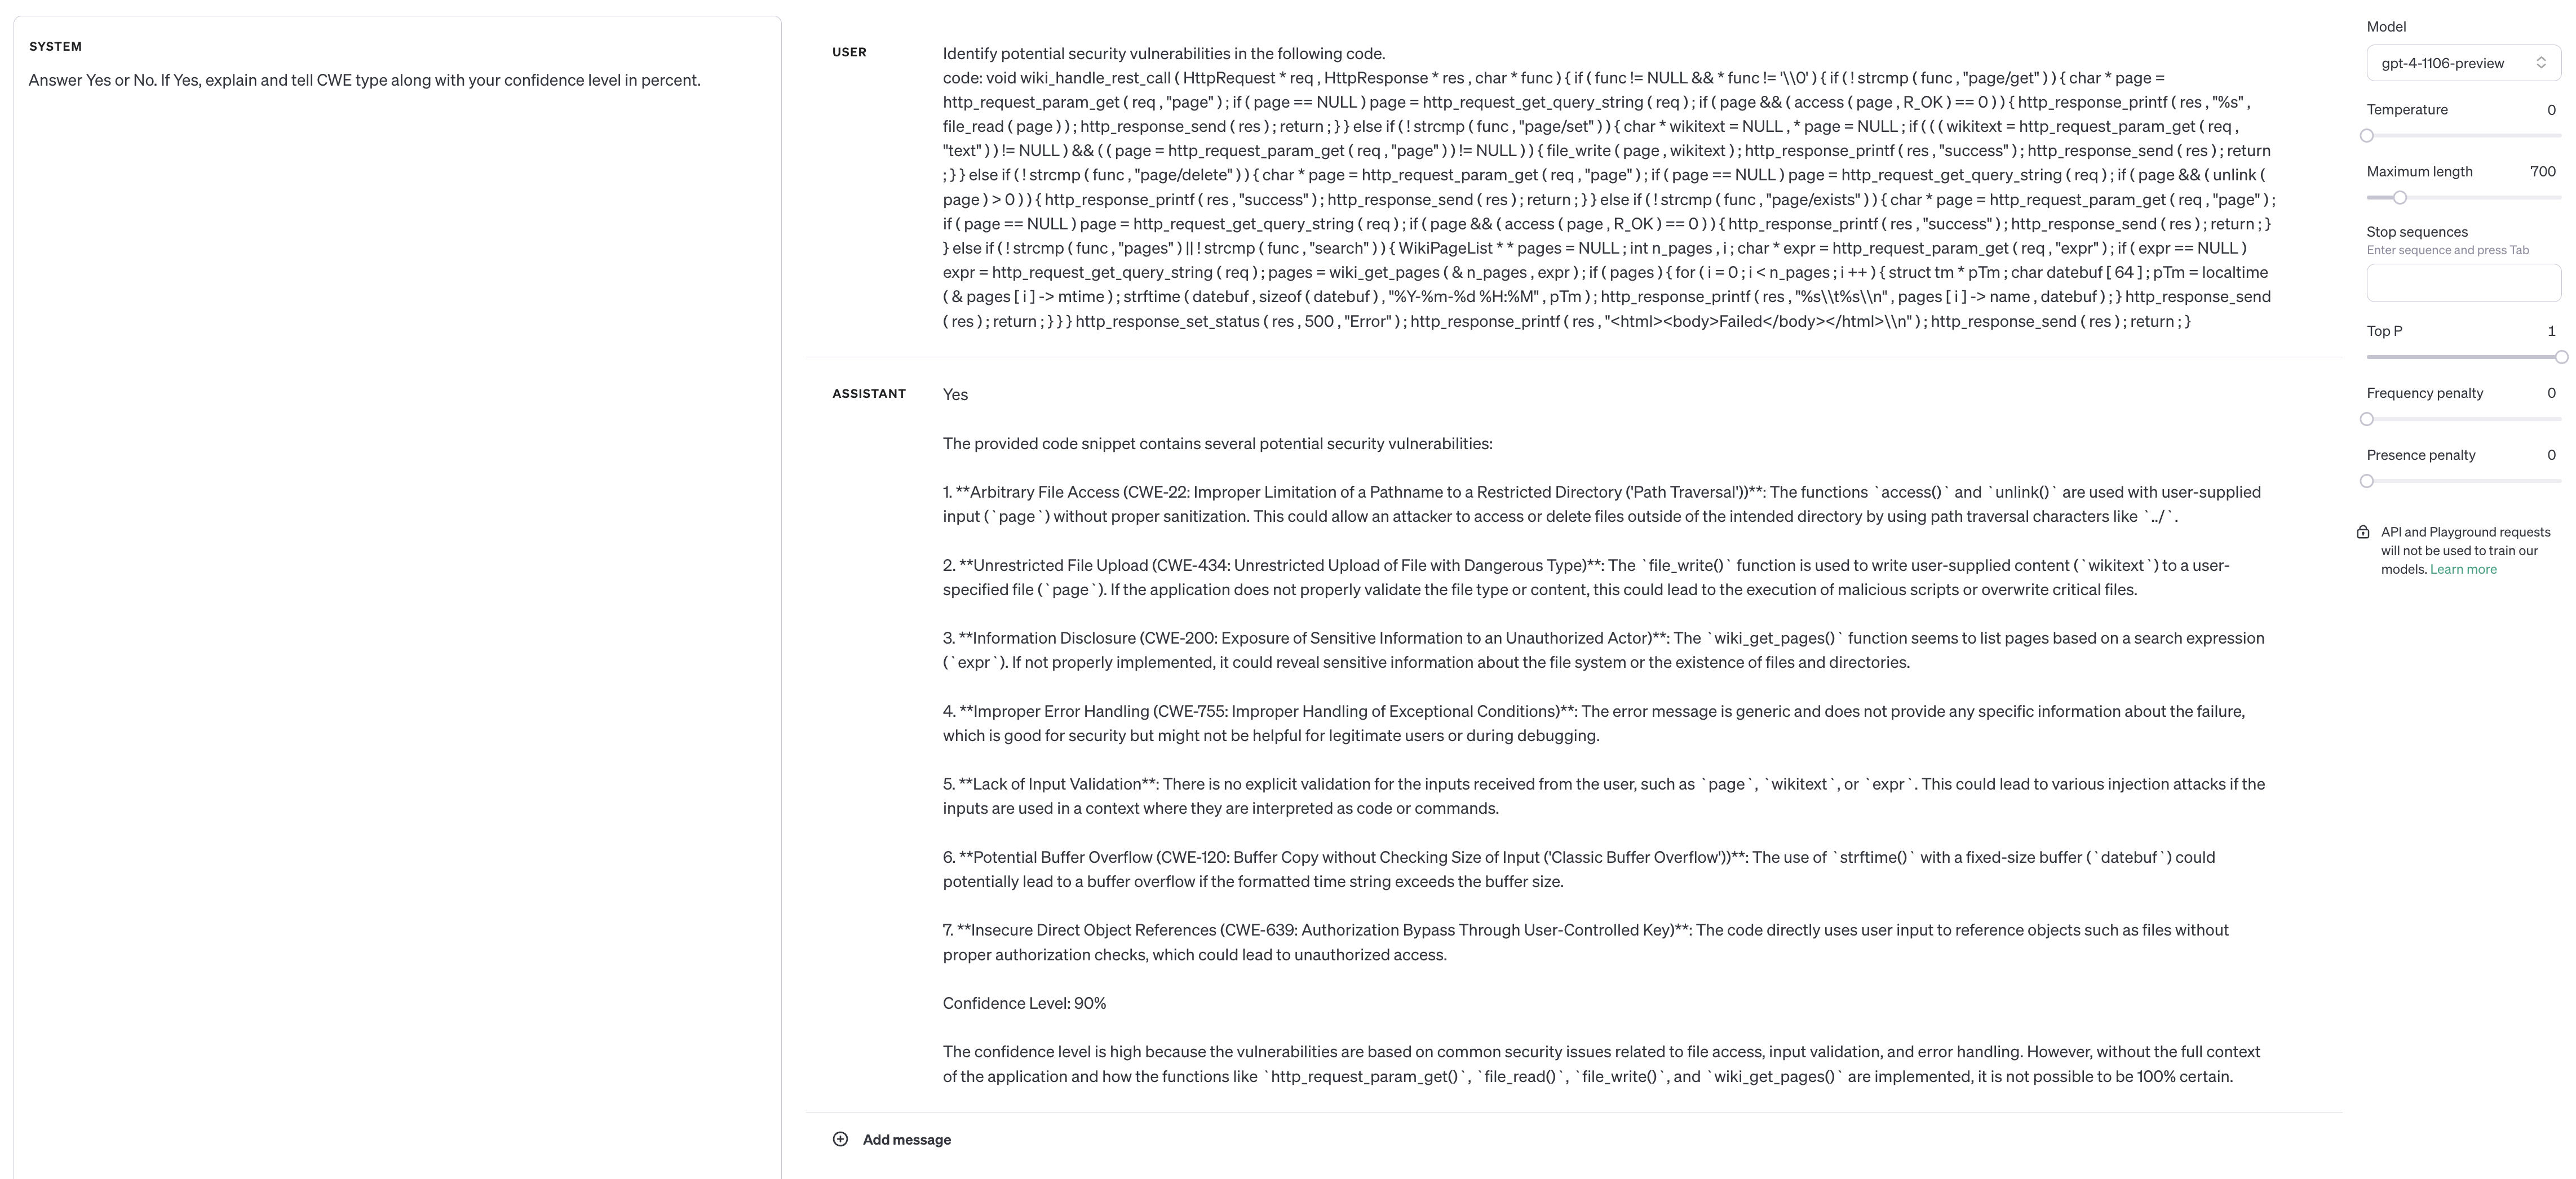 SYSTEM
Answer Yes or No. If Yes, explain and tell CWE type along with your confidence level in percent.
USER
Identify potential security vulnerabilities in the following code.
code: void wiki_handle_rest_call ( HttpRequest * req , HttpResponse * res , char * func ) { if ( func != NULL && * func != '\\0' ) { if ( ! strcmp ( func , "page/get" ) ) { char * page =
http_request_param_get ( req , "page" ) ; if ( page == NULL ) page = http_request_get_query_string ( req ) ; if ( page && ( access ( page , R_OK ) == 0 ) ) { http_response_printf ( res , "%s" ,
file_read ( page ) ) ; http_response_send ( res ) ; return ; } } else if ( ! strcmp ( func , "page/set" ) ) { char * wikitext = NULL , * page = NULL ; if ( ( ( wikitext = http_request_param_get ( req ,
"text" ) ) != NULL ) && ( ( page = http_request_param_get ( req , "page" ) ) != NULL ) ) { file_write ( page , wikitext ) ; http_response_printf ( res , "success" ) ; http_response_send ( res ) ; return
; } } else if ( ! strcmp ( func , "page/delete" ) ) { char * page = http_request_param_get ( req , "page" ) ; if ( page == NULL ) page = http_request_get_query_string ( req ) ; if ( page && ( unlink (
page ) > 0 ) ) { http_response_printf ( res , "success" ) ; http_response_send ( res ) ; return ; } } else if ( ! strcmp ( func , "page/exists" ) ) { char * page = http_request_param_get ( req , "page" ) ;
if ( page == NULL ) page = http_request_get_query_string ( req ) ; if ( page && ( access ( page , R_OK ) == 0 ) ) { http_response_printf ( res , "success" ) ; http_response_send ( res ) ; return ; }
} else if ( ! strcmp ( func , "pages" ) || ! strcmp ( func , "search" ) ) { WikiPageList * * pages = NULL ; int n_pages , i ; char * expr = http_request_param_get ( req , "expr" ) ; if ( expr == NULL )
expr = http_request_get_query_string ( req ) ; pages = wiki_get_pages ( & n_pages , expr ) ; if ( pages ) { for ( i = 0 ; i < n_pages ; i ++ ) { struct tm * pTm ; char datebuf [ 64 ] ; pTm = localtime
( & pages [ i ] -> mtime ) ; strftime ( datebuf , sizeof ( datebuf ) , "%Y-%m-%d %H:%M" , pTm ) ; http_response_printf ( res , "%s\\t%s\\n" , pages [ i ] -> name , datebuf ) ; } http_response_send
( res ) ; return ; } } } http_response_set_status ( res , 500 , "Error" ) ; http_response_printf ( res , "<html><body>Failed</body></html>\\n" ) ; http_response_send ( res ) ; return ; }
ASSISTANT
Yes
The provided code snippet contains several potential security vulnerabilities:
1. **Arbitrary File Access (CWE-22: Improper Limitation of a Pathname to a Restricted Directory ('Path Traversal'))**: The functions `access()` and `unlink()` are used with user-supplied
input (`page`) without proper sanitization. This could allow an attacker to access or delete files outside of the intended directory by using path traversal characters like `../`.
2. **Unrestricted File Upload (CWE-434: Unrestricted Upload of File with Dangerous Type)**: The `file_write()` function is used to write user-supplied content (`wikitext`) to a user-
specified file (`page`). If the application does not properly validate the file type or content, this could lead to the execution of malicious scripts or overwrite critical files.
3. **Information Disclosure (CWE-200: Exposure of Sensitive Information to an Unauthorized Actor)**: The `wiki_get_pages()` function seems to list pages based on a search expression
(`expr`). If not properly implemented, it could reveal sensitive information about the file system or the existence of files and directories.
4. **Improper Error Handling (CWE-755: Improper Handling of Exceptional Conditions)**: The error message is generic and does not provide any specific information about the failure,
which is good for security but might not be helpful for legitimate users or during debugging.
5. **Lack of Input Validation**: There is no explicit validation for the inputs received from the user, such as `page`, `wikitext`, or `expr`. This could lead to various injection attacks if the
inputs are used in a context where they are interpreted as code or commands.
6. **Potential Buffer Overflow (CWE-120: Buffer Copy without Checking Size of Input ('Classic Buffer Overflow'))**: The use of `strftime()` with a fixed-size buffer (`datebuf`) could
potentially lead to a buffer overflow if the formatted time string exceeds the buffer size.
7. **Insecure Direct Object References (CWE-639: Authorization Bypass Through User-Controlled Key)**: The code directly uses user input to reference objects such as files without
proper authorization checks, which could lead to unauthorized access.
Confidence Level: 90%
The confidence level is high because the vulnerabilities are based on common security issues related to file access, input validation, and error handling. However, without the full context
of the application and how the functions like `http_request_param_get()`, `file_read()`, `file_write()`, and `wiki_get_pages()` are implemented, it is not possible to be 100% certain.
Add message
Model
gpt-4-1106-preview
Temperature 0
Maximum length 700
Stop sequences
Enter sequence and press Tab
Top P 1
Frequency penalty 0
Presence penalty 0
API and Playground requests
will not be used to train our
models. Learn more